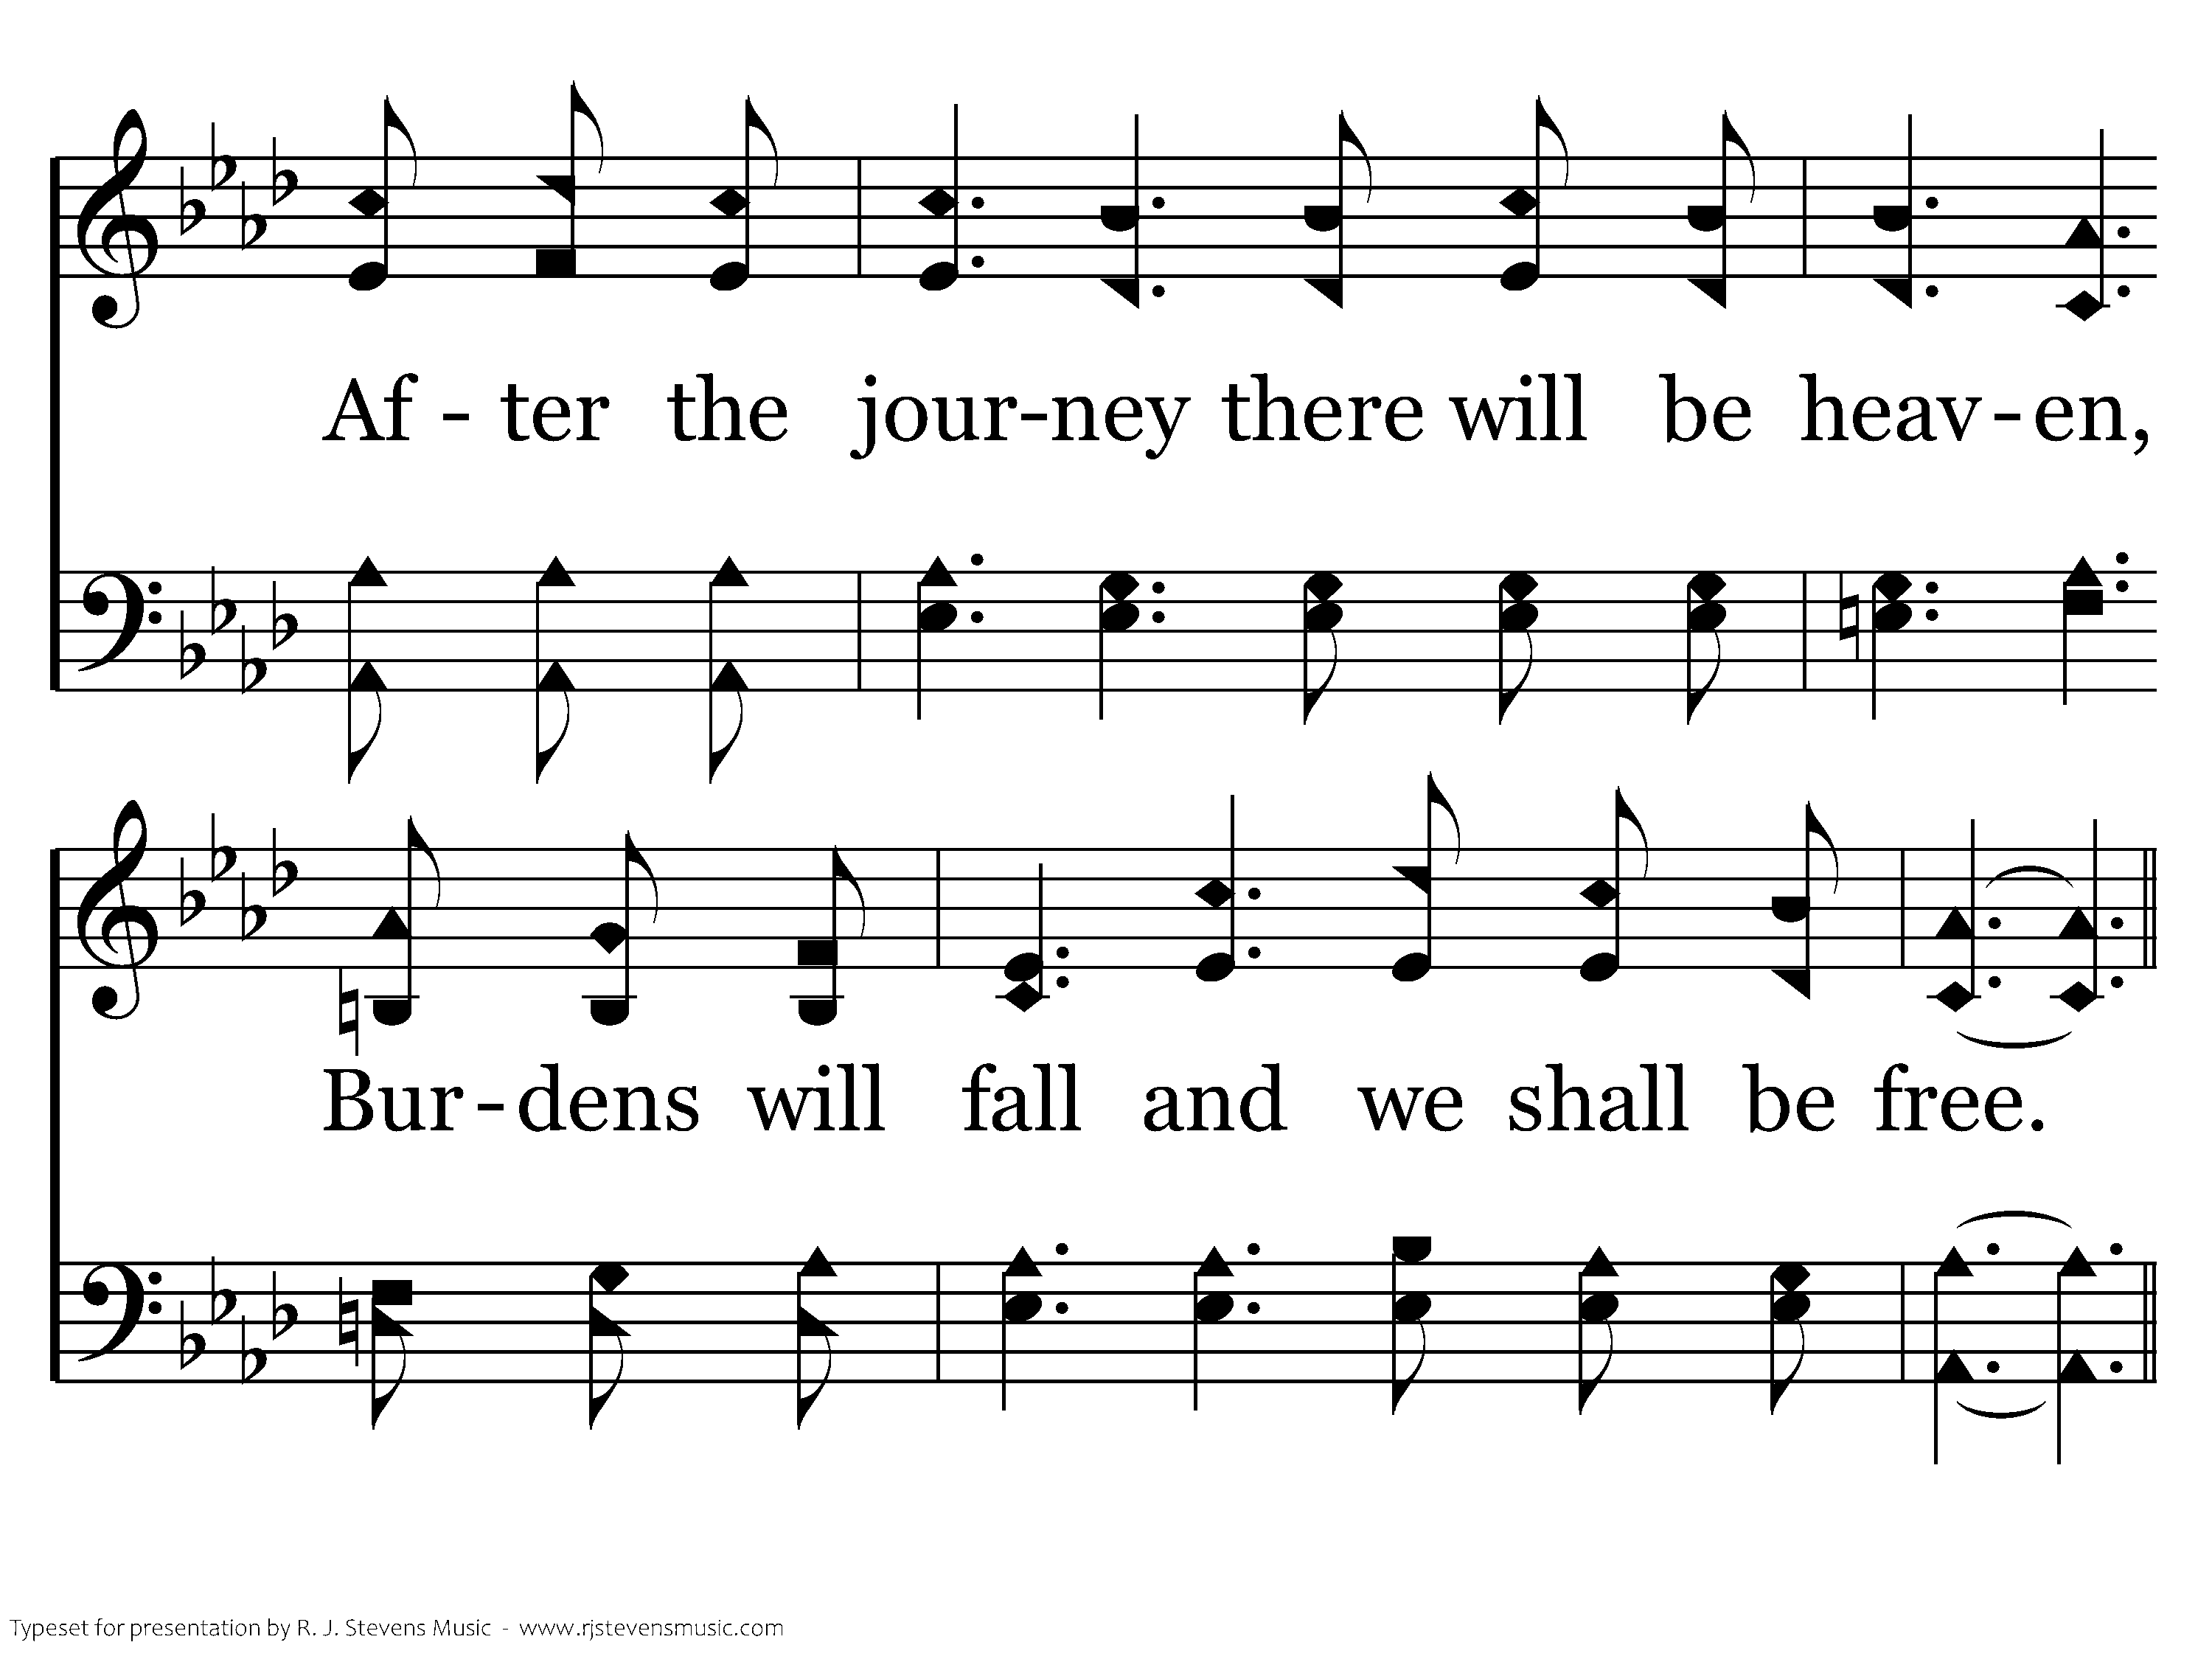 Af - ter the jour-ney there will be heav-en,
Bur-dens will fall and we shall be free.
Typeset for presentation by R. J. Stevens Music - www.rjstevensmusic.com